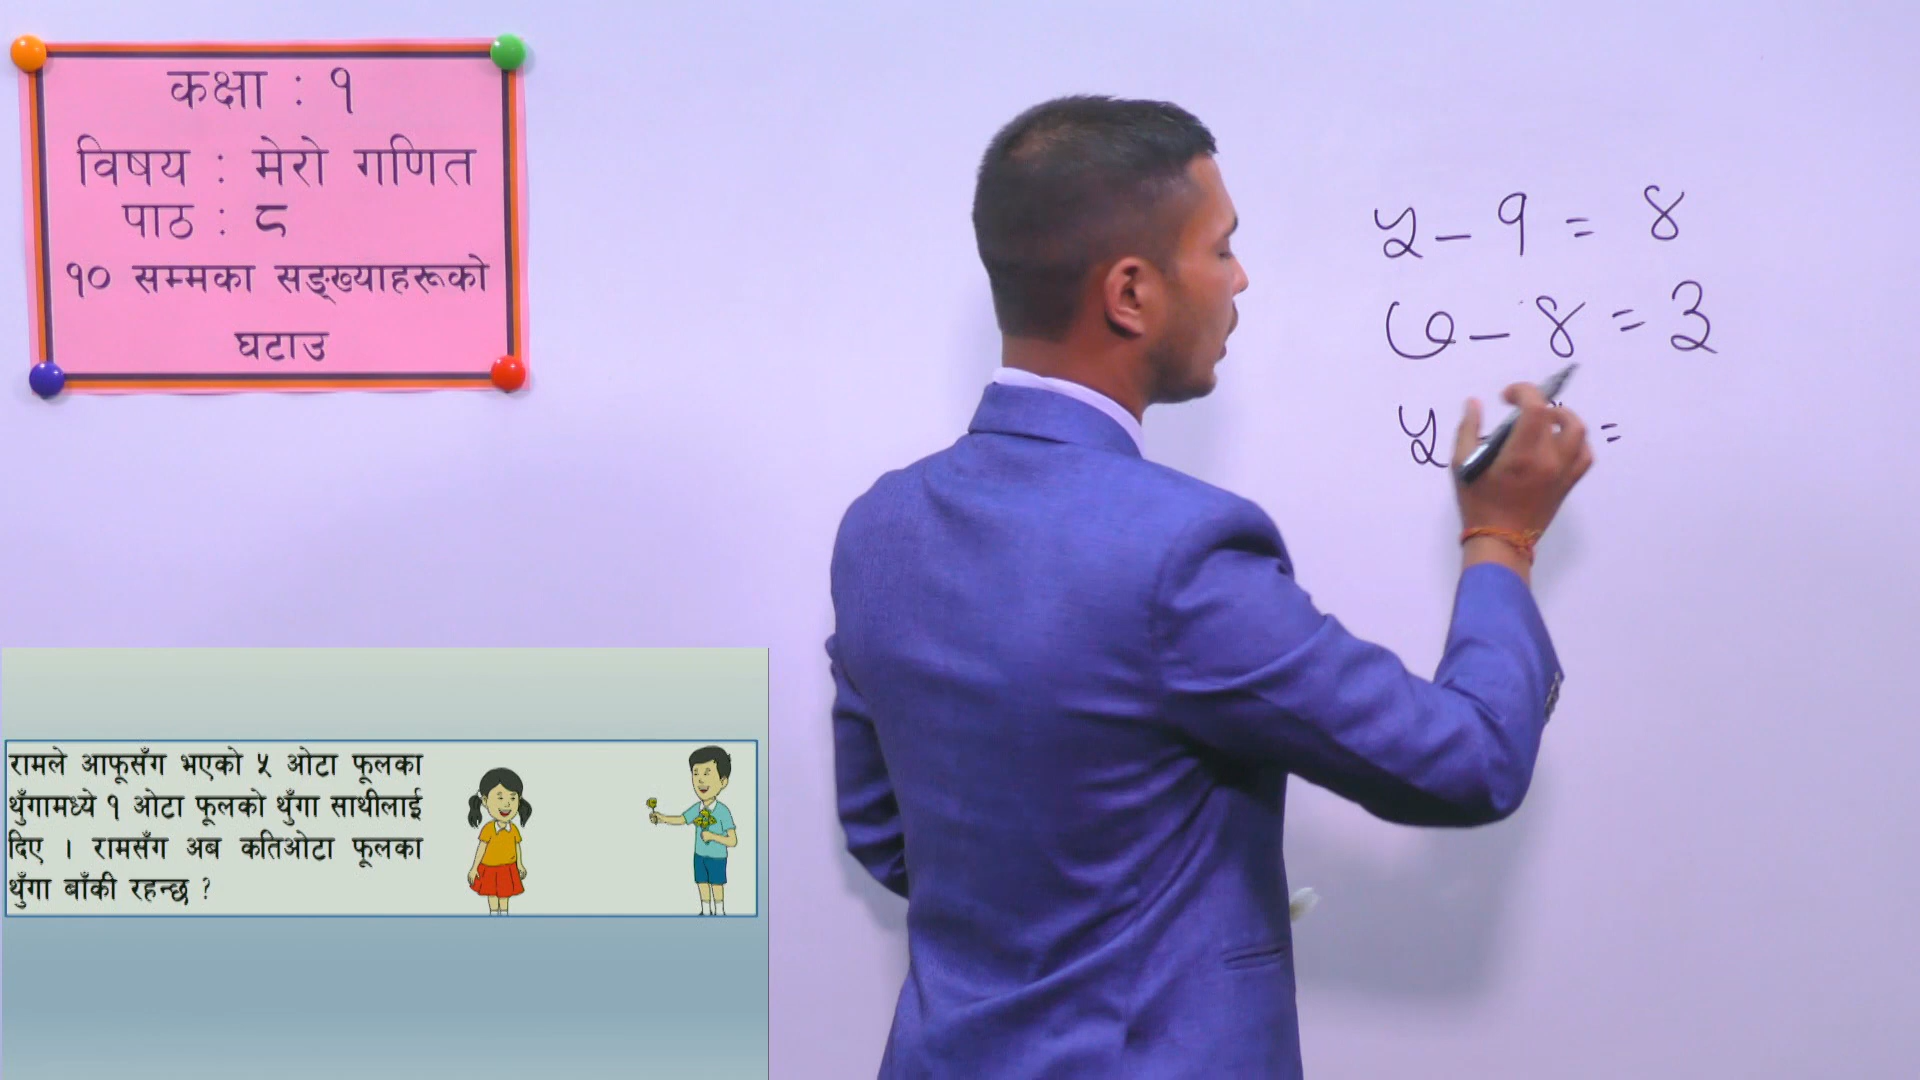 कक्षा : १
विषय : मेरो गणित
पाठ : ८
१० सम्मका सङ्ख्याहरूको
घटाउ
५ – १ = ४
७ – ४ = ३
५ =
रामले आफूसँग भएको ५ ओटा फूलका
थुँगामध्ये १ ओटा फूलको थुँगा साथीलाई
दिए । रामसँग अब कतिओटा फूलका
थुँगा बाँकी रहन्छ ?